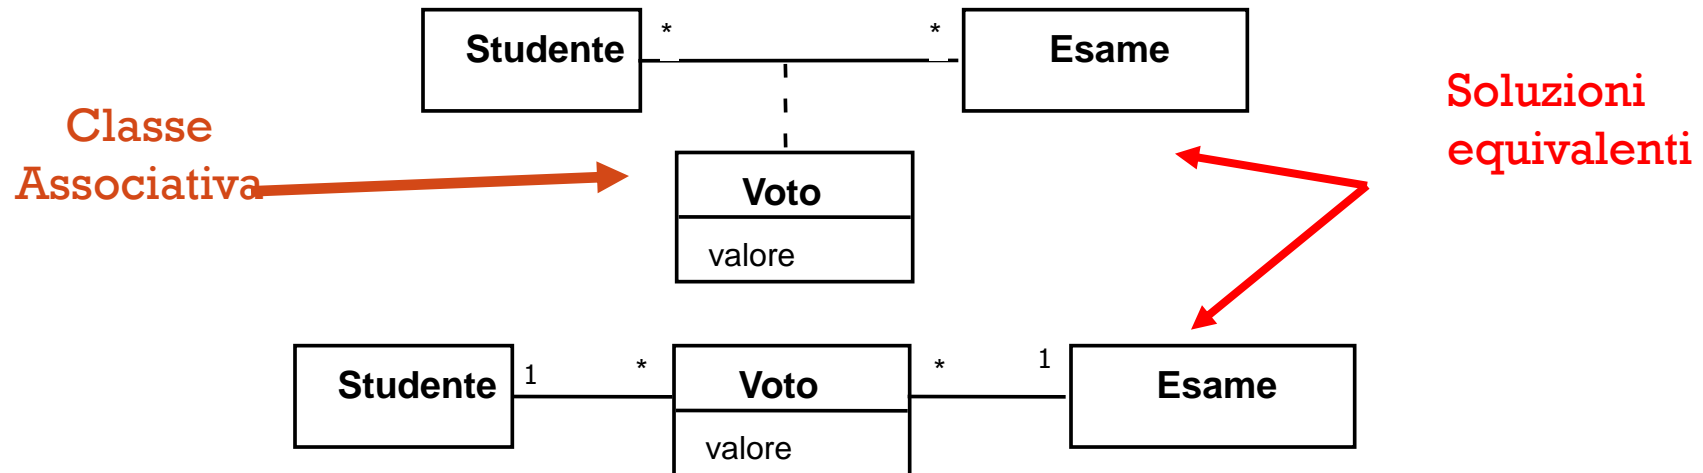 Studente
*
*
Esame
Classe
Associativa
Soluzioni
equivalenti
Voto
valore
Studente
1
*
Voto
*
1
Esame
valore